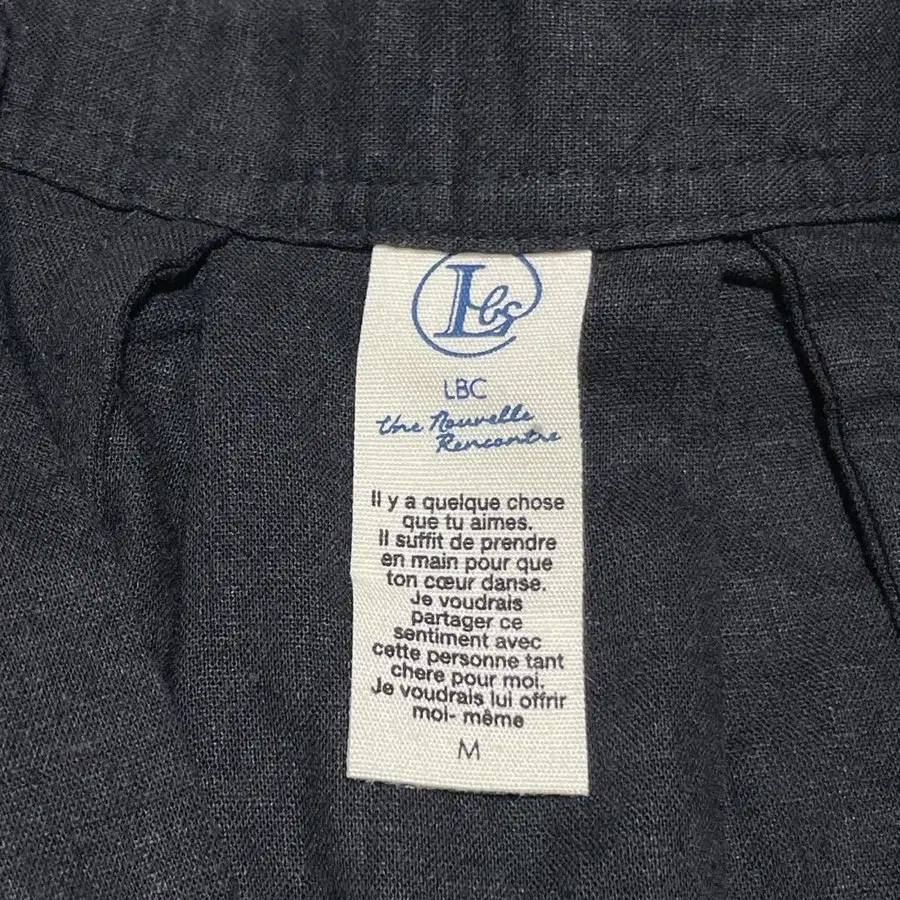 Lbc
LBC
Une Nouvelle
Rencontre
Il y a quelque chose
que tu aimes.
Il suffit de prendre
en main pour que
ton cœur danse.
Je voudrais
partager ce
sentiment avec
cette personne tant
chere pour moi.
Je voudrais lui offrir
moi- même
M